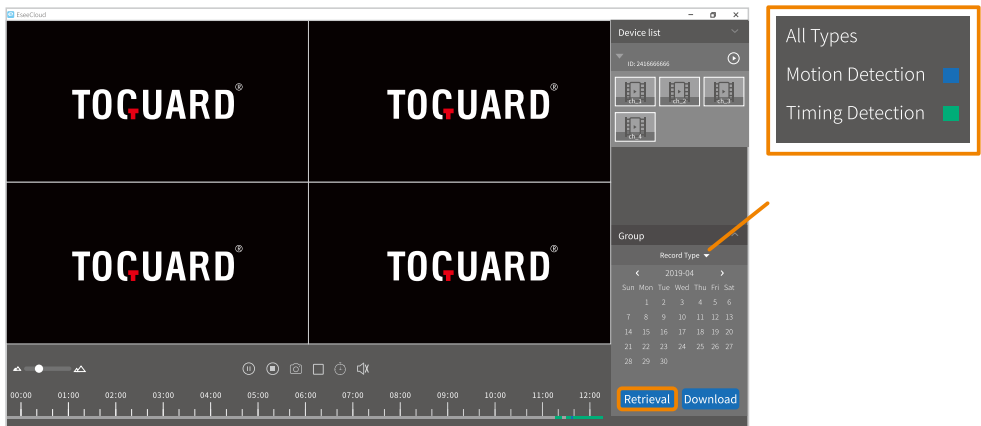 EseeCloud
TOGUARD®
TOGUARD®
TOGUARD®
TOGUARD®
Device list
ID: 2416666666
ch_1 ch_2 ch_3
ch_4
Group
Record Type
2019-04
Sun Mon Tue Wed Thu Fri Sat
1 2 3 4 5 6
7 8 9 10 11 12 13
14 15 16 17 18 19 20
21 22 23 24 25 26 27
28 29 30
Retrieval Download
00:00 01:00 02:00 03:00 04:00 05:00 06:00 07:00 08:00 09:00 10:00 11:00 12:00
All Types
Motion Detection
Timing Detection